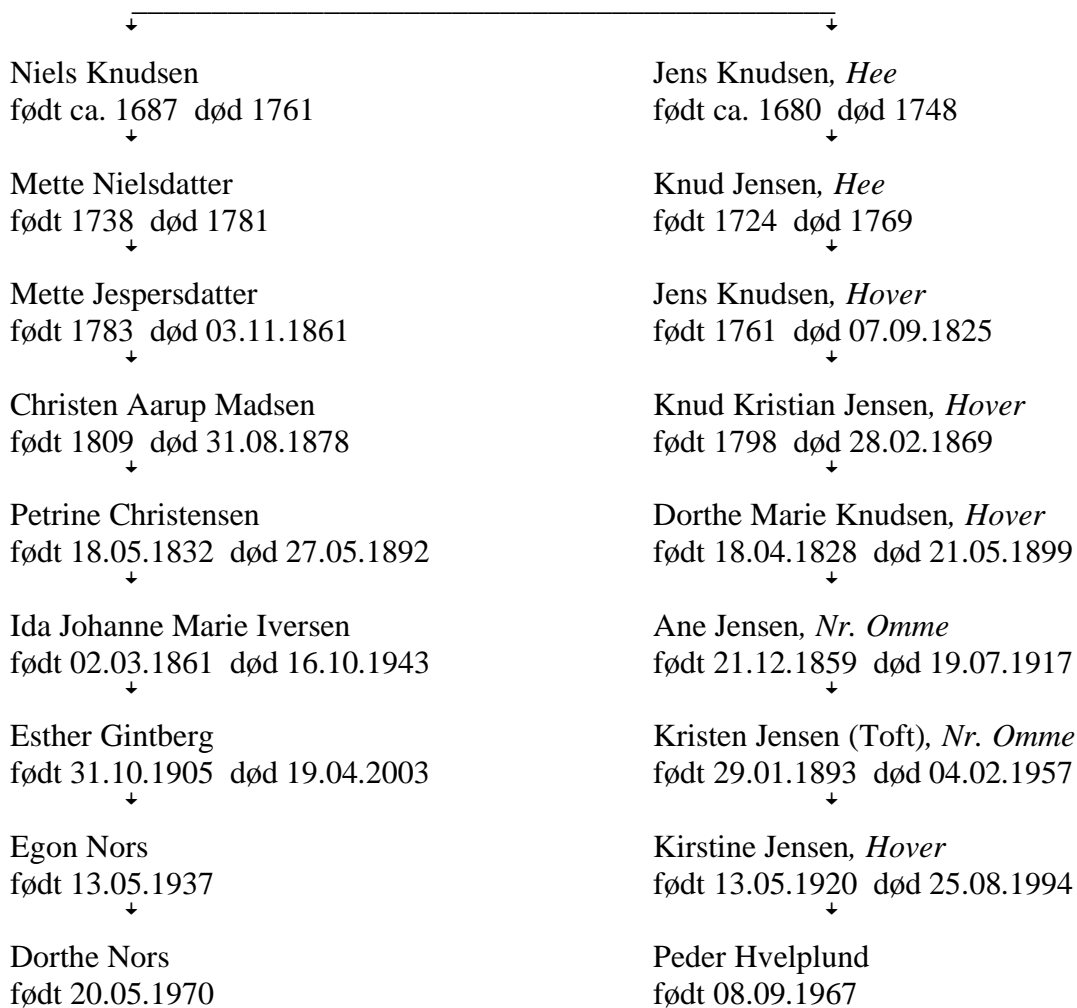 Niels Knudsen
født ca. 1687 død 1761
Mette Nielsdatter
født 1738 død 1781
Mette Jespersdatter
født 1783 død 03.11.1861
Christen Aarup Madsen
født 1809 død 31.08.1878
Petrine Christensen
født 18.05.1832 død 27.05.1892
Ida Johanne Marie Iversen
født 02.03.1861 død 16.10.1943
Esther Gintberg
født 31.10.1905 død 19.04.2003
Egon Nors
født 13.05.1937
Dorthe Nors
født 20.05.1970
Jens Knudsen, Hee
født ca. 1680 død 1748
Knud Jensen, Hee
født 1724 død 1769
Jens Knudsen, Hover
født 1761 død 07.09.1825
Knud Kristian Jensen, Hover
født 1798 død 28.02.1869
Dorthe Marie Knudsen, Hover
født 18.04.1828 død 21.05.1899
Ane Jensen, Nr. Omme
født 21.12.1859 død 19.07.1917
Kristen Jensen (Toft), Nr. Omme
født 29.01.1893 død 04.02.1957
Kirstine Jensen, Hover
født 13.05.1920 død 25.08.1994
Peder Hvelplund
født 08.09.1967